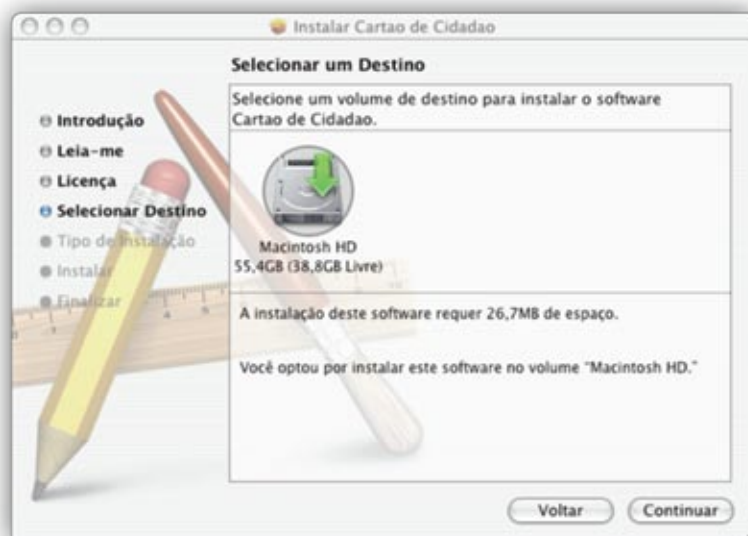 Instalar Cartao de Cidadao
Selecionar um Destino
Introdução
Leia-me
Licença
Selecionar Destino
Tipo de Instalação
Instalar
Finalizar
Selecione um volume de destino para instalar o software
Cartao de Cidadao.
Macintosh HD
55,4GB (38,8GB Livre)
A instalação deste software requer 26,7MB de espaço.
Você optou por instalar este software no volume "Macintosh HD."
Voltar
Continuar